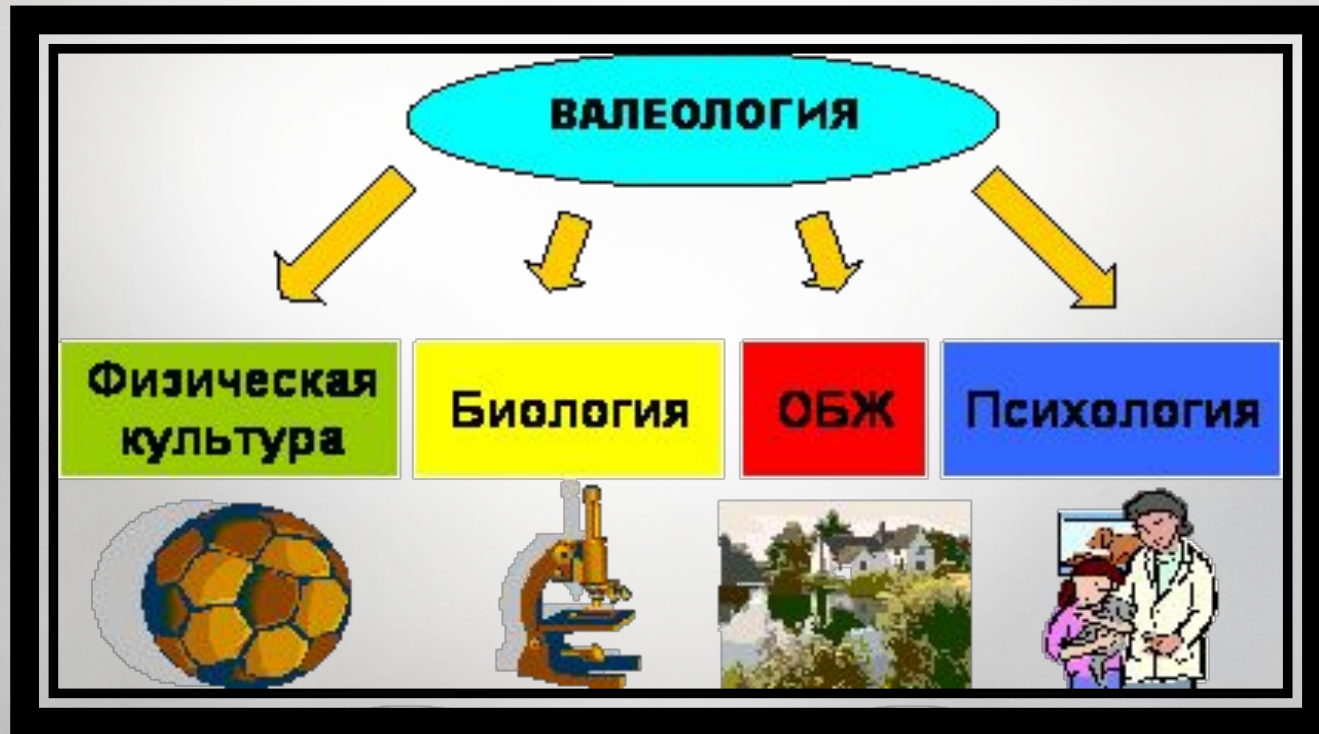 ВАЛЕОЛОГИЯ
Физическая
культура
Биология
ОБЖ
Психология